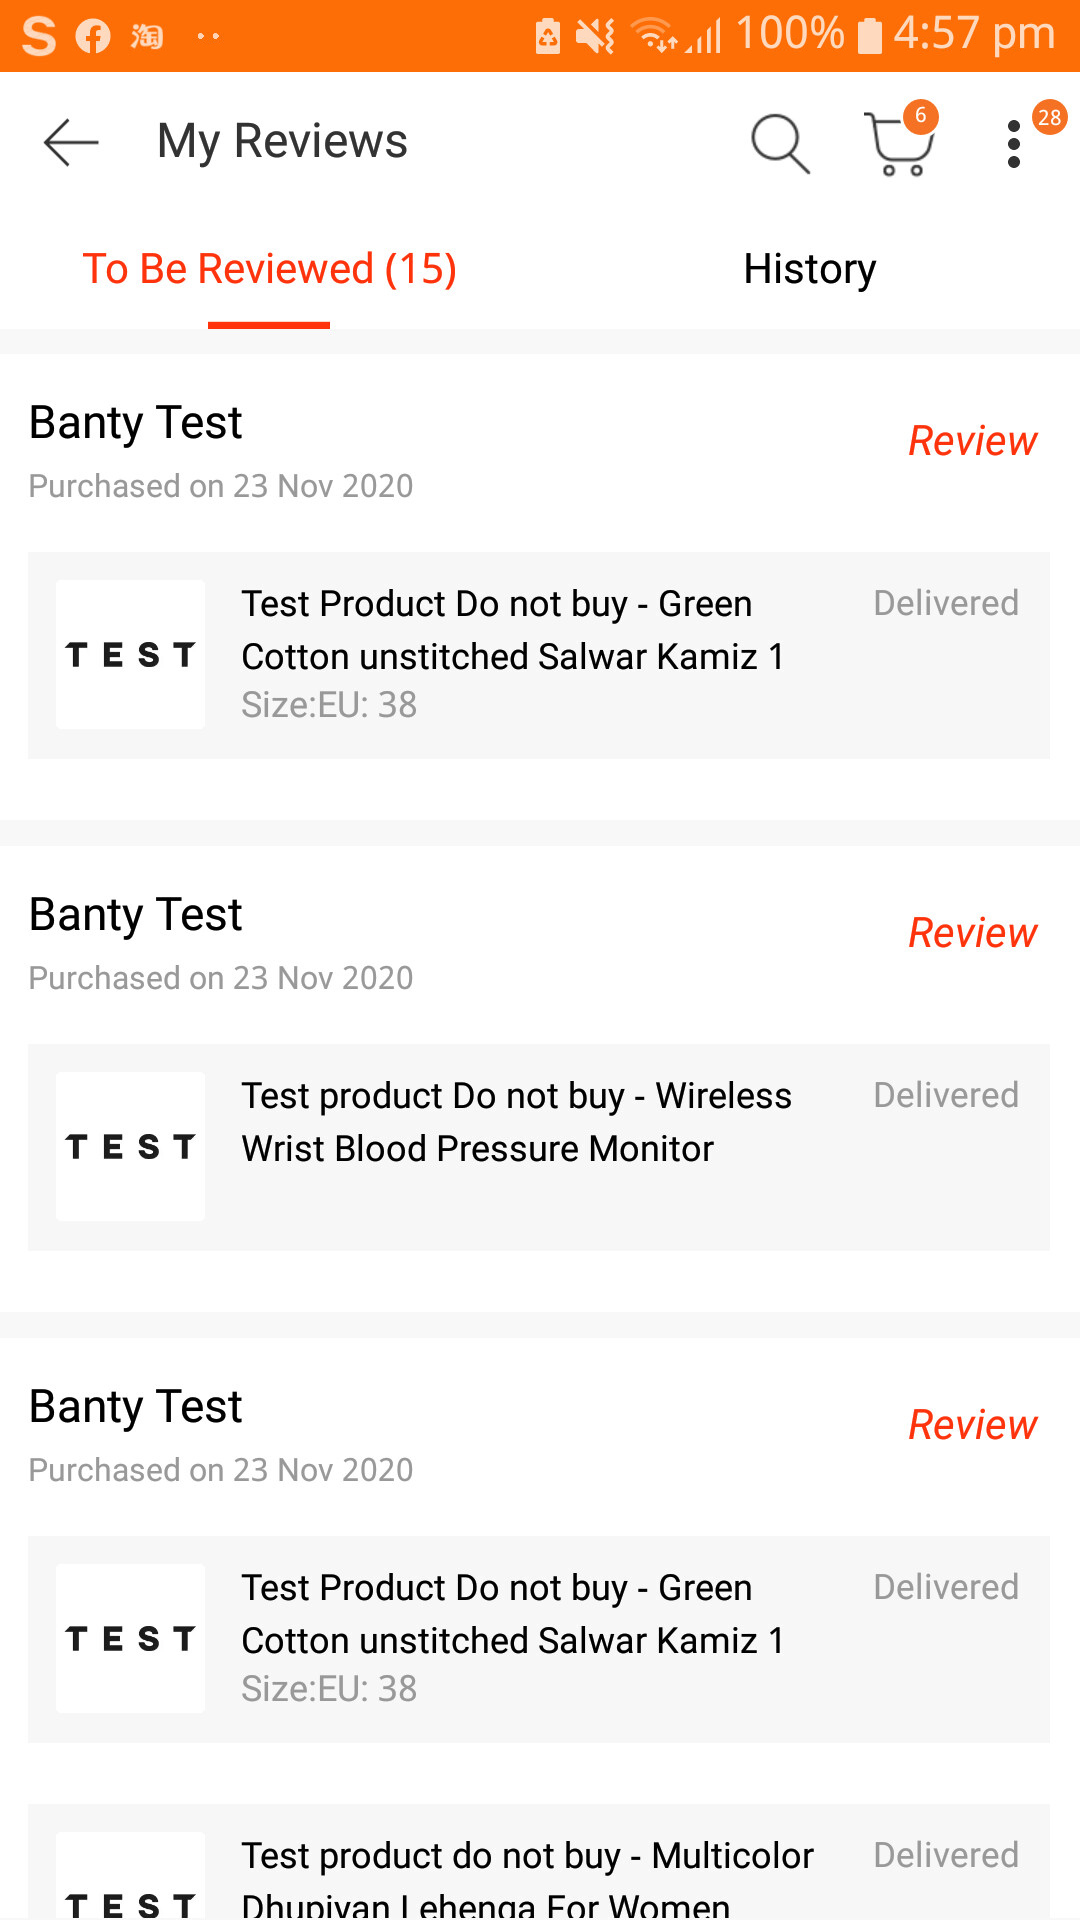 S 淘 100% 4:57 pm
My Reviews 6 28
To Be Reviewed (15) History
Banty Test
Review
Purchased on 23 Nov 2020
Test Product Do not buy - Green Delivered
TEST Cotton unstitched Salwar Kamiz 1
Size:EU: 38
Banty Test
Review
Purchased on 23 Nov 2020
Test product Do not buy - Wireless Delivered
TEST Wrist Blood Pressure Monitor
Banty Test
Review
Purchased on 23 Nov 2020
Test Product Do not buy - Green Delivered
TEST Cotton unstitched Salwar Kamiz 1
Size:EU: 38
Test product do not buy - Multicolor Delivered
TEST Dhupiyan Lehenga For Women